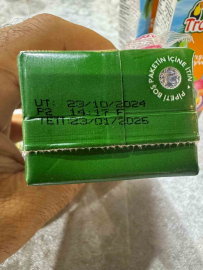 PİPETİ BOŞ PAKETİN İÇİNE İTİN
ÜT: 23/10/2024
P2 14:17 F
TETT:23/01/2025